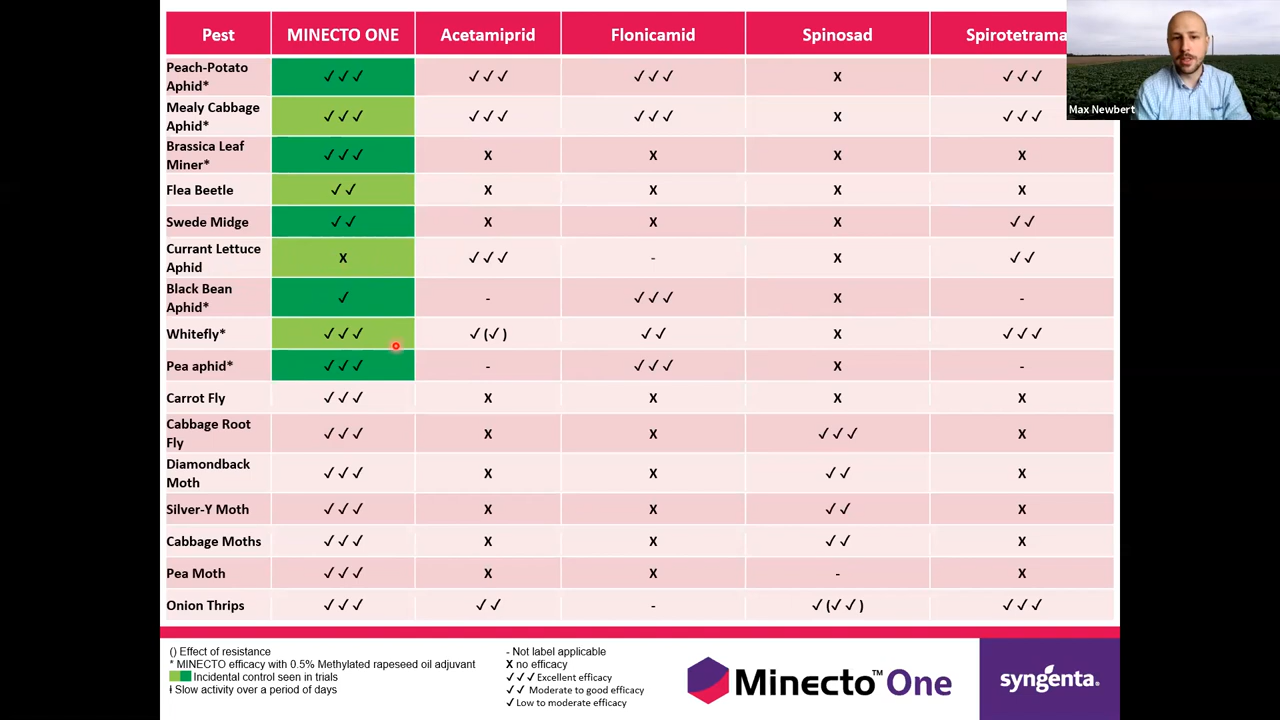 Pest MINECTO ONE Acetamiprid Flonicamid Spinosad Spirotetrama
Peach-Potato
Aphid* ✓✓✓ ✓✓✓ ✓✓✓ X ✓✓✓
Mealy Cabbage
Aphid* ✓✓✓ ✓✓✓ ✓✓✓ X ✓✓✓
Brassica Leaf
Miner* ✓✓✓ X X X X
Flea Beetle ✓✓ X X X X
Swede Midge ✓✓ X X X ✓✓
Currant Lettuce
Aphid X ✓✓✓ - X ✓✓
Black Bean
Aphid* ✓ - ✓✓✓ X -
Whitefly* ✓✓✓ ✓(✓) ✓✓ X ✓✓✓
Pea aphid* ✓✓✓ - ✓✓✓ X -
Carrot Fly ✓✓✓ X X X X
Cabbage Root
Fly ✓✓✓ X X ✓✓✓ X
Diamondback
Moth ✓✓✓ X X ✓✓ X
Silver-Y Moth ✓✓✓ X X ✓✓ X
Cabbage Moths ✓✓✓ X X ✓✓ X
Pea Moth ✓✓✓ X X - X
Onion Thrips ✓✓✓ ✓✓ - ✓(✓✓) ✓✓✓
Max Newbert
() Effect of resistance
* MINECTO efficacy with 0.5% Methylated rapeseed oil adjuvant
Incidental control seen in trials
ƚ Slow activity over a period of days
- Not label applicable
X no efficacy
✓✓✓ Excellent efficacy
✓✓ Moderate to good efficacy
✓ Low to moderate efficacy
Minecto™ One
syngenta.